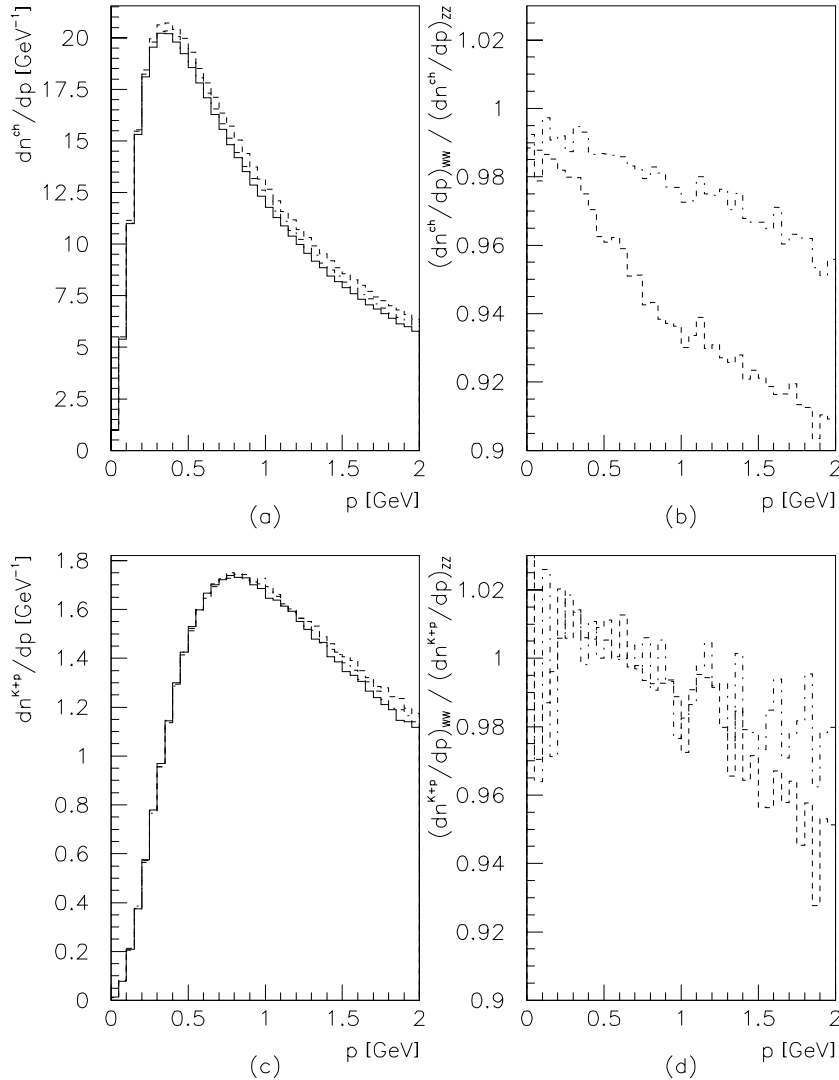 dn^ch/dp [GeV^-1]
20
17.5
15
12.5
10
7.5
5
2.5
0
0 0.5 1 1.5 2
p [GeV]
(a)
(dn^ch/dp)_WW / (dn^ch/dp)_ZZ
1.02
1
0.98
0.96
0.94
0.92
0.9
0 0.5 1 1.5 2
p [GeV]
(b)
dn^K+p/dp [GeV^-1]
1.8
1.6
1.4
1.2
1
0.8
0.6
0.4
0.2
0
0 0.5 1 1.5 2
p [GeV]
(c)
(dn^K+p/dp)_WW / (dn^K+p/dp)_ZZ
1.02
1
0.98
0.96
0.94
0.92
0.9
0 0.5 1 1.5 2
p [GeV]
(d)